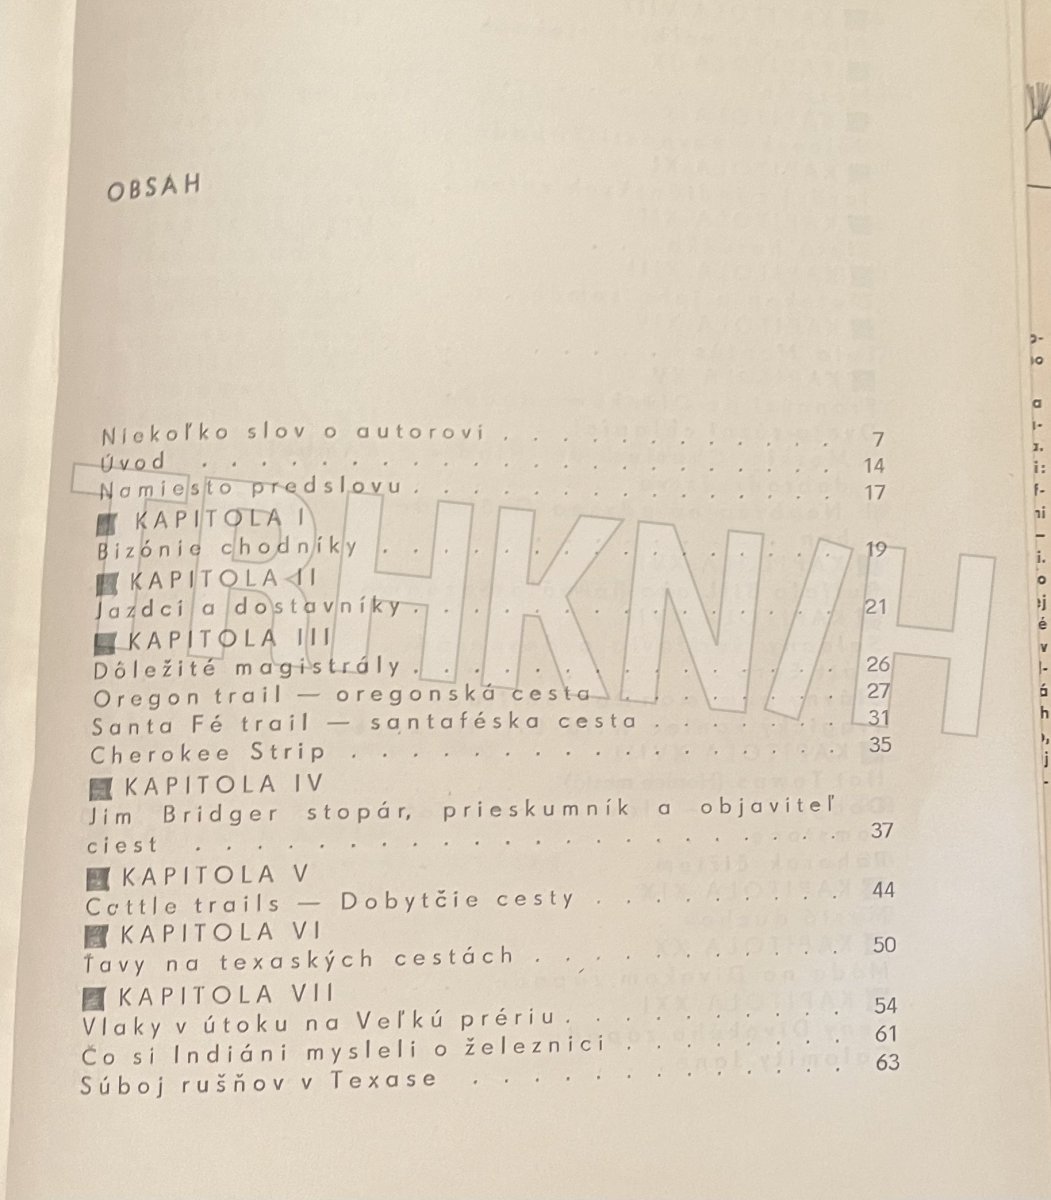 OBSAH
Niekoľko slov o autorovi . . . . . . . . . . . 7
Úvod . . . . . . . . . . . . . . . . . . . . . 14
Namiesto predslovu . . . . . . . . . . . . . . 17
KAPITOLA I
Bizónie chodníky . . . . . . . . . . . . . . . 19
KAPITOLA II
Jazdci a dostavníky . . . . . . . . . . . . . . 21
KAPITOLA III
Dôležité magistrály . . . . . . . . . . . . . . 26
Oregon trail — oregonská cesta . . . . . . . . 27
Santa Fé trail — santaféska cesta . . . . . . . 31
Cherokee Strip . . . . . . . . . . . . . . . . 35
KAPITOLA IV
Jim Bridger stopár, prieskumník a objaviteľ
ciest . . . . . . . . . . . . . . . . . . . . . 37
KAPITOLA V
Cattle trails — Dobytčie cesty . . . . . . . . 44
KAPITOLA VI
Ťavy na texaských cestách . . . . . . . . . . . 50
KAPITOLA VII
Vlaky v útoku na Veľkú prériu . . . . . . . . . 54
Čo si Indiáni mysleli o železnici . . . . . . . 61
Súboj rušňov v Texase . . . . . . . . . . . . . 63